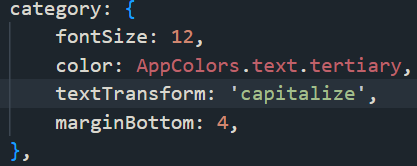 category: {
    fontSize: 12,
    color: AppColors.text.tertiary,
    textTransform: 'capitalize',
    marginBottom: 4,
},